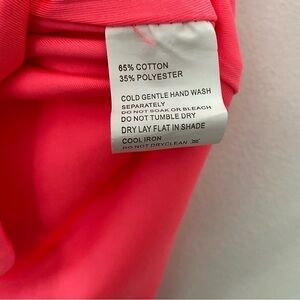 65% COTTON
35% POLYESTER
COLD GENTLE HAND WASH
SEPARATELY
DO NOT SOAK OR BLEACH
DO NOT TUMBLE DRY
DRY LAY FLAT IN SHADE
COOL IRON
DO NOT DRYCLEAN